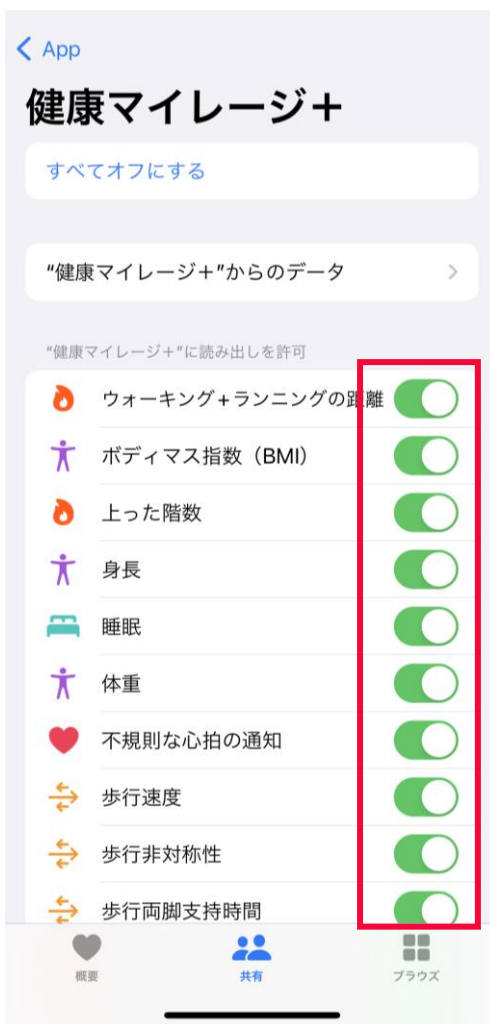 App
健康マイレージ＋
すべてオフにする
“健康マイレージ＋”からのデータ
“健康マイレージ＋”に読み出しを許可
ウォーキング+ランニングの距離
ボディマス指数（BMI）
上った階数
身長
睡眠
体重
不規則な心拍の通知
歩行速度
歩行非対称性
歩行両脚支持時間
概要
共有
ブラウズ